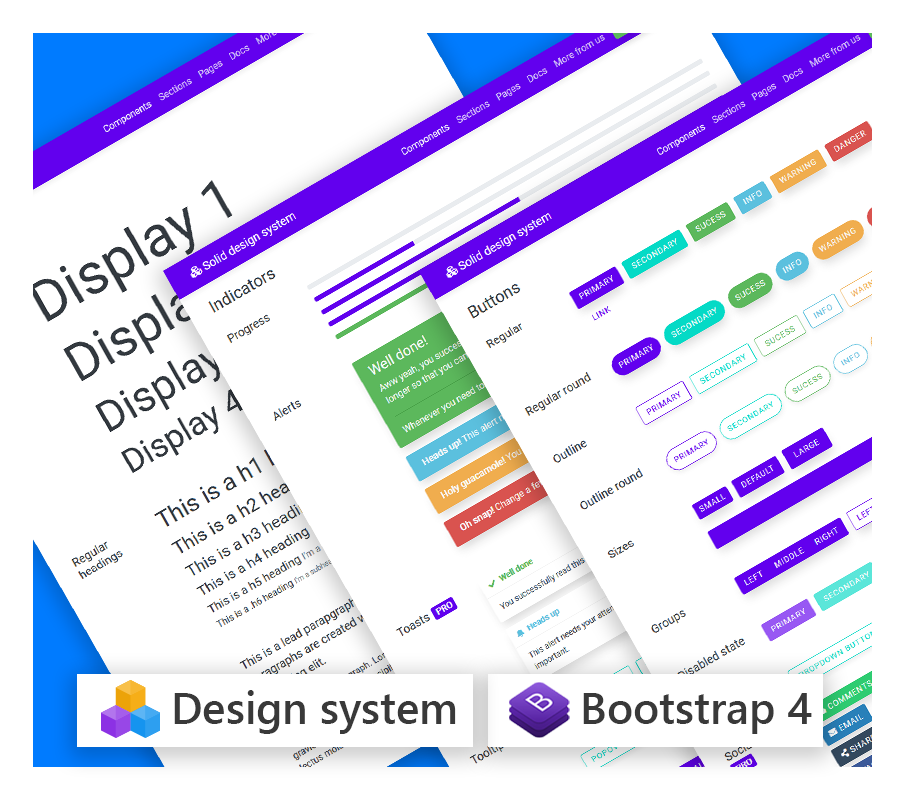 Components Sections Pages Docs More
Display 1
Display
Display
Display 4
Regular
headings
This is a h1
This is a h2 hea
This is a h3 headi
This is a h4 heading
This is a h5 heading I'm a
This is a .h6 heading I'm a subhea
This is a lead paragraph
paragraphs are created w
elit.
Components Sections Pages Docs More from us
Solid design system
Indicators
Progress
Alerts
Well done!
Aww yeah, you succes
longer so that you can
Whenever you need to
Heads up! This alert
Holy guacamole! You
Oh snap! Change a few
Toasts PRO
Well done
You successfully read this
Heads up
This alert needs your atten
important.
Tooltip
POPOV
Components Sections Pages Docs More from us
Solid design system
Buttons
Regular
PRIMARY SECONDARY SUCESS INFO WARNING DANGER
LINK
Regular round
PRIMARY SECONDARY SUCESS INFO WARNING
Outline
PRIMARY SECONDARY SUCESS INFO WARN
Outline round
PRIMARY SECONDARY SUCESS INFO
Sizes
SMALL DEFAULT LARGE
Groups
LEFT MIDDLE RIGHT LEFT
Disabled state
PRIMARY SECONDARY
DROPDOWN BUTTON
Social
PRO
COMMENTS
EMAIL
SHARE
Design system
Bootstrap 4